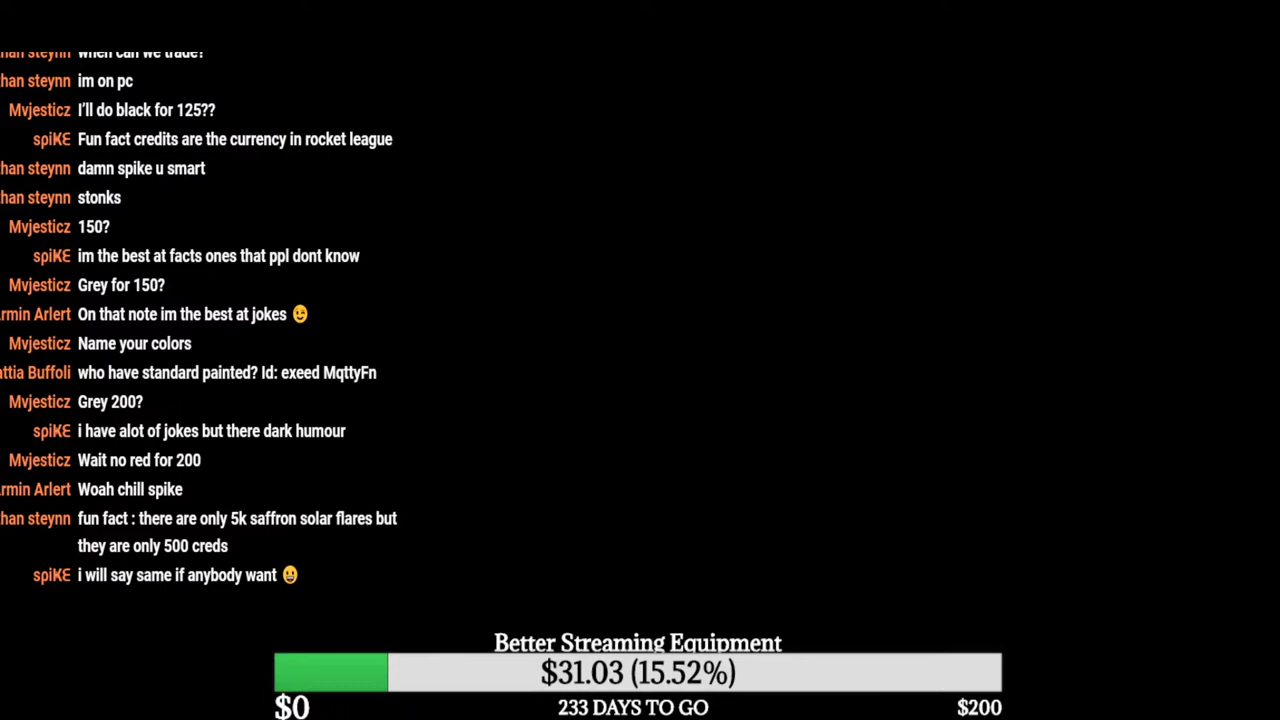 han steynn when can we trade?
han steynn im on pc
Mvjesticz I'll do black for 125??
spiKE Fun fact credits are the currency in rocket league
han steynn damn spike u smart
han steynn stonks
Mvjesticz 150?
spiKE im the best at facts ones that ppl dont know
Mvjesticz Grey for 150?
rmin Arlert On that note im the best at jokes 😉
Mvjesticz Name your colors
attia Buffoli who have standard painted? Id: exeed MqttyFn
Mvjesticz Grey 200?
spiKE i have alot of jokes but there dark humour
Mvjesticz Wait no red for 200
rmin Arlert Woah chill spike
han steynn fun fact : there are only 5k saffron solar flares but
they are only 500 creds
spiKE i will say same if anybody want 😀
Better Streaming Equipment
$31.03 (15.52%)
$0 233 DAYS TO GO $200